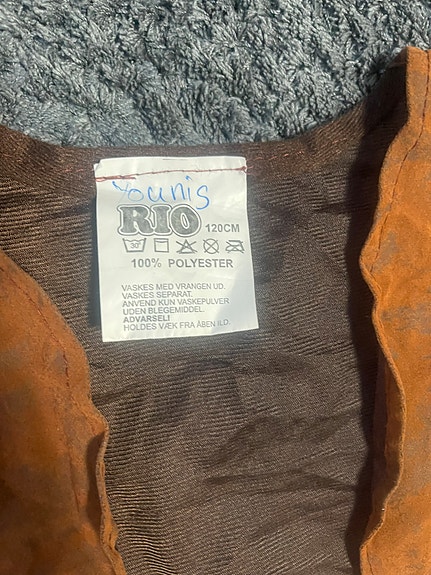 Younis
RIO 120CM
30°
100% POLYESTER
VASKES MED VRANGEN UD.
VASKES SEPARAT.
ANVEND KUN VASKEPULVER
UDEN BLEGEMIDDEL.
ADVARSEL!
HOLDES VÆK FRA ÅBEN ILD.